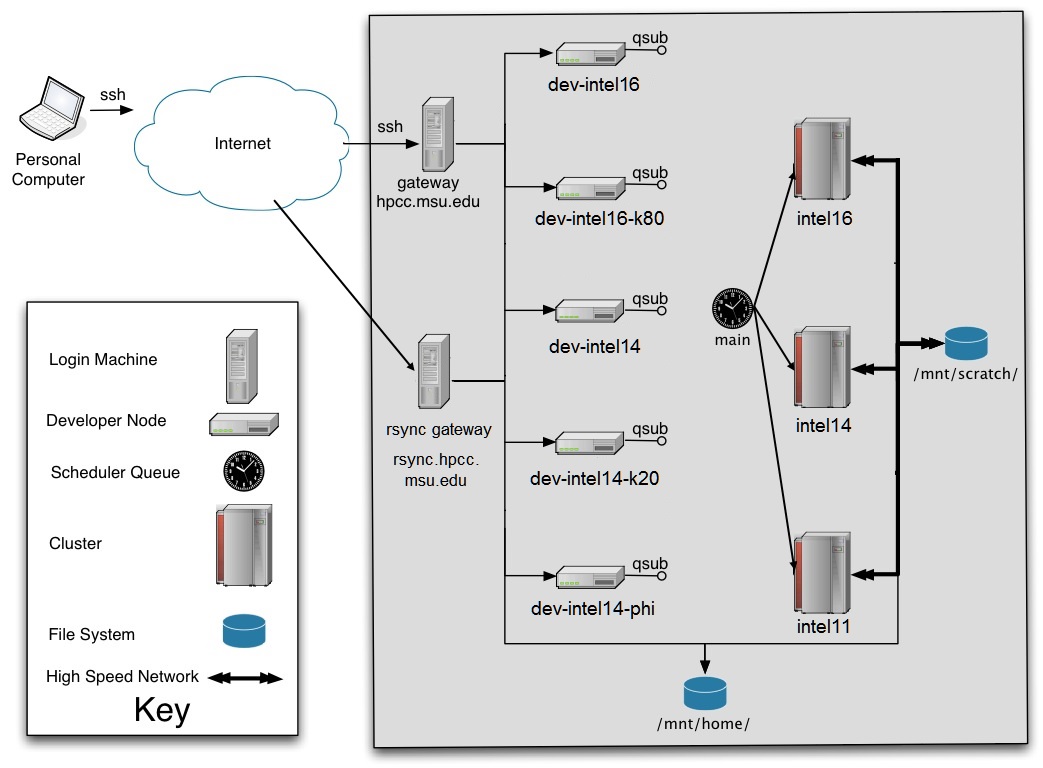 ssh
Personal
Computer
Internet
ssh
gateway
hpcc.msu.edu
rsync gateway
rsync.hpcc.
msu.edu
qsub
dev-intel16
qsub
dev-intel16-k80
qsub
dev-intel14
qsub
dev-intel14-k20
qsub
dev-intel14-phi
main
intel16
intel14
intel11
/mnt/scratch/
/mnt/home/
Login Machine
Developer Node
Scheduler Queue
Cluster
File System
High Speed Network
Key